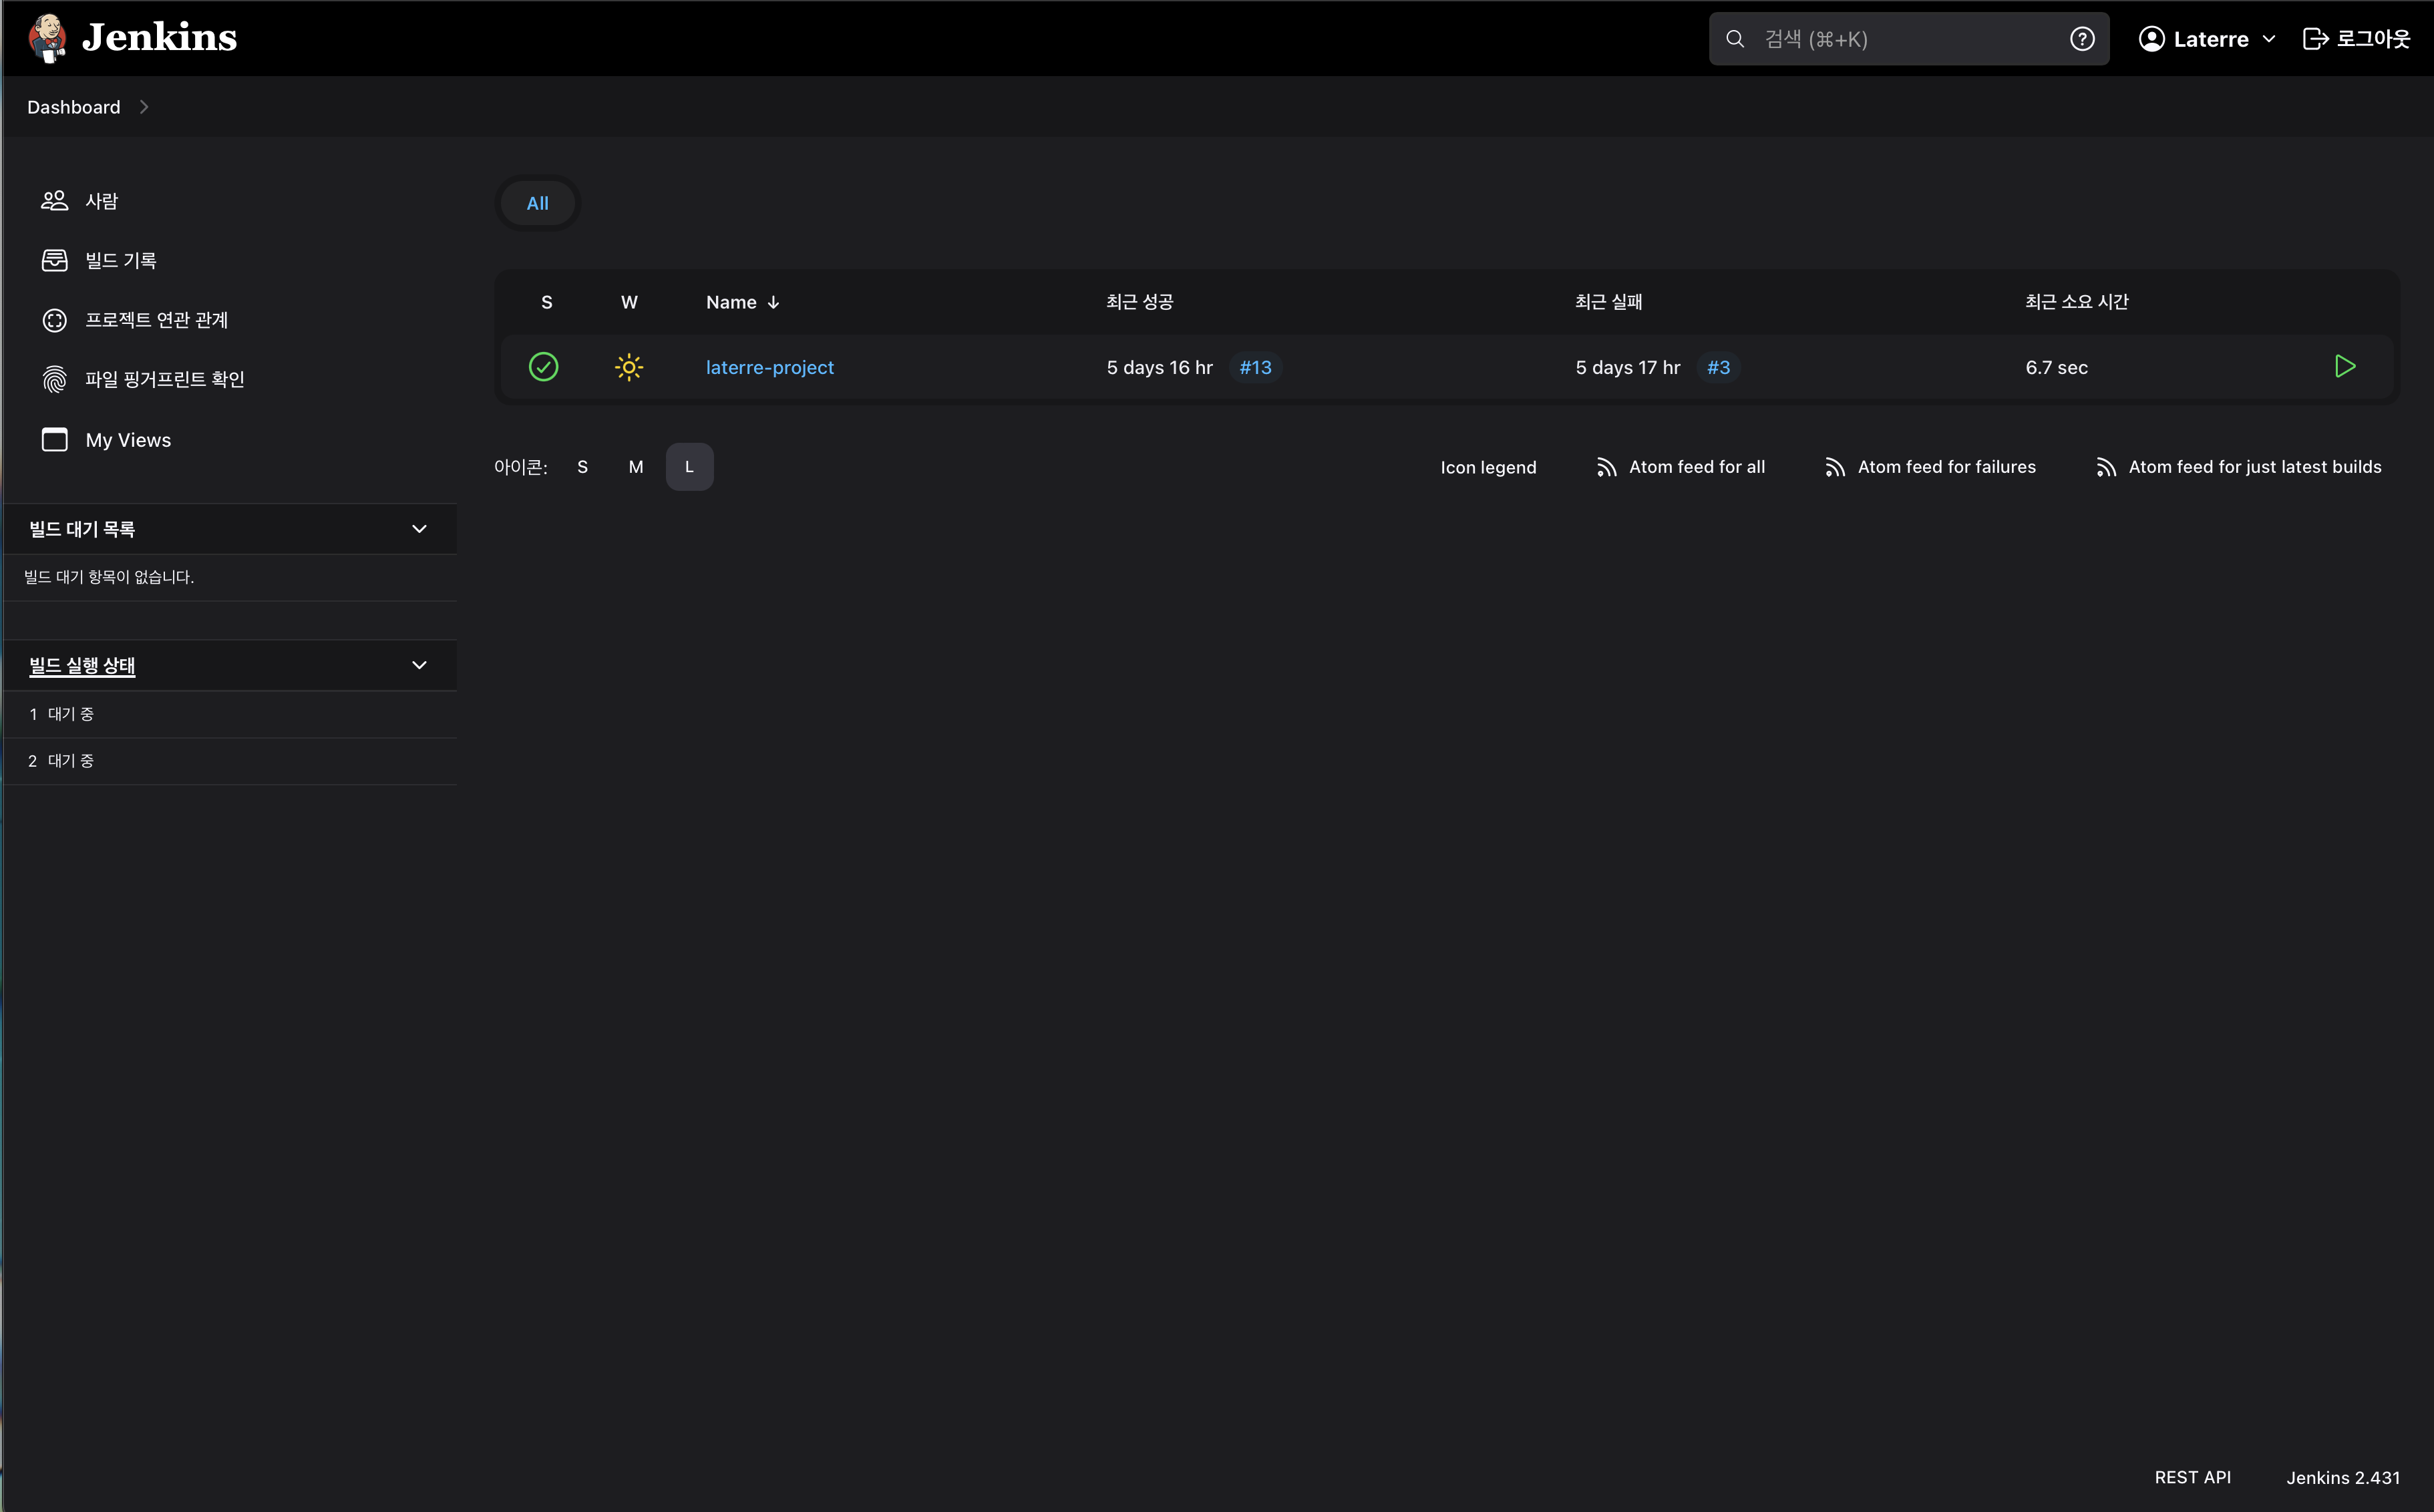 Jenkins
검색 (⌘+K)
Laterre
로그아웃
Dashboard
사람
빌드 기록
프로젝트 연관 관계
파일 핑거프린트 확인
My Views
빌드 대기 목록
빌드 대기 항목이 없습니다.
빌드 실행 상태
1 대기 중
2 대기 중
All
S W Name ↓ 최근 성공 최근 실패 최근 소요 시간
laterre-project 5 days 16 hr #13 5 days 17 hr #3 6.7 sec
아이콘: S M L Icon legend Atom feed for all Atom feed for failures Atom feed for just latest builds
REST API Jenkins 2.431